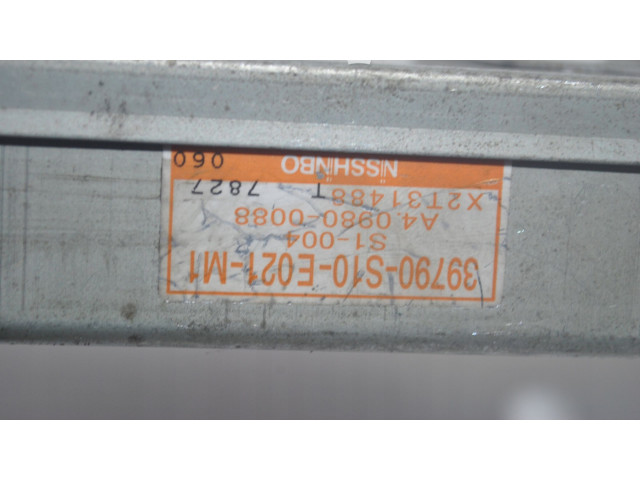 39790-S10-E021-M1
S1-004
A4 0980-0088
X2T31488T 7827
NISSHINBO 060